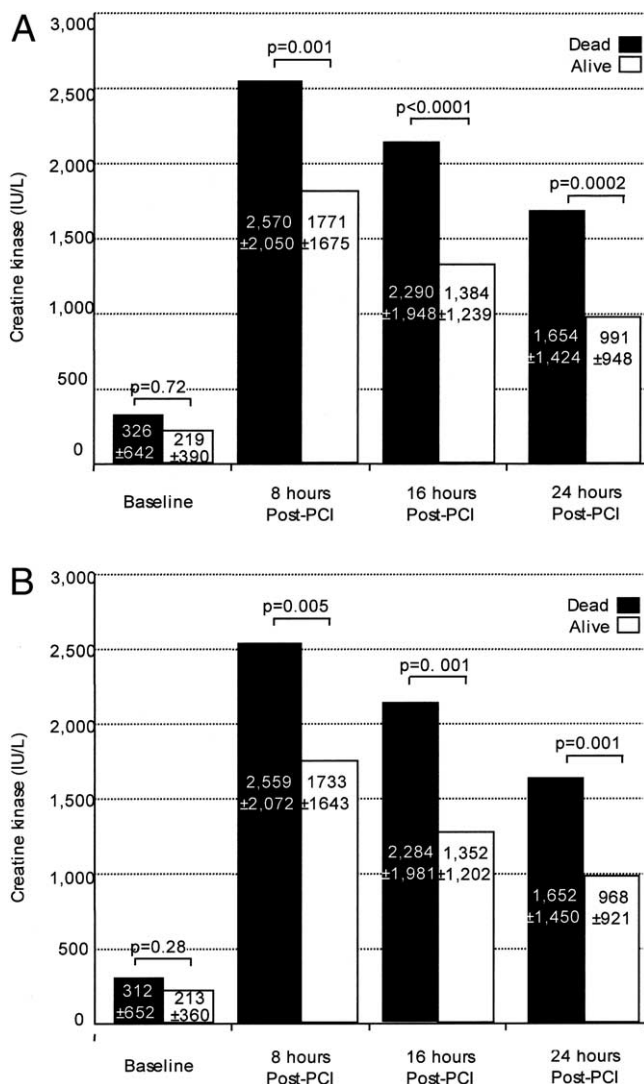 A
3,000
p=0.001
Dead
Alive
2,500
p<0.0001
2,000
p=0.0002
Creatine kinase (IU/L)
1,500
2,570
±2,050
1771
±1675
2,290
±1,948
1,384
±1,239
1,000
1,654
±1,424
991
±948
500
p=0.72
326
±642
219
±390
0
Baseline
8 hours
Post-PCI
16 hours
Post-PCI
24 hours
Post-PCI
B
3,000
p=0.005
Dead
Alive
2,500
p=0. 001
2,000
p=0.001
Creatine kinase (IU/L)
1,500
2,559
±2,072
1733
±1643
2,284
±1,981
1,352
±1,202
1,000
1,652
±1,450
968
±921
500
p=0.28
312
±652
213
±360
0
Baseline
8 hours
Post-PCI
16 hours
Post-PCI
24 hours
Post-PCI